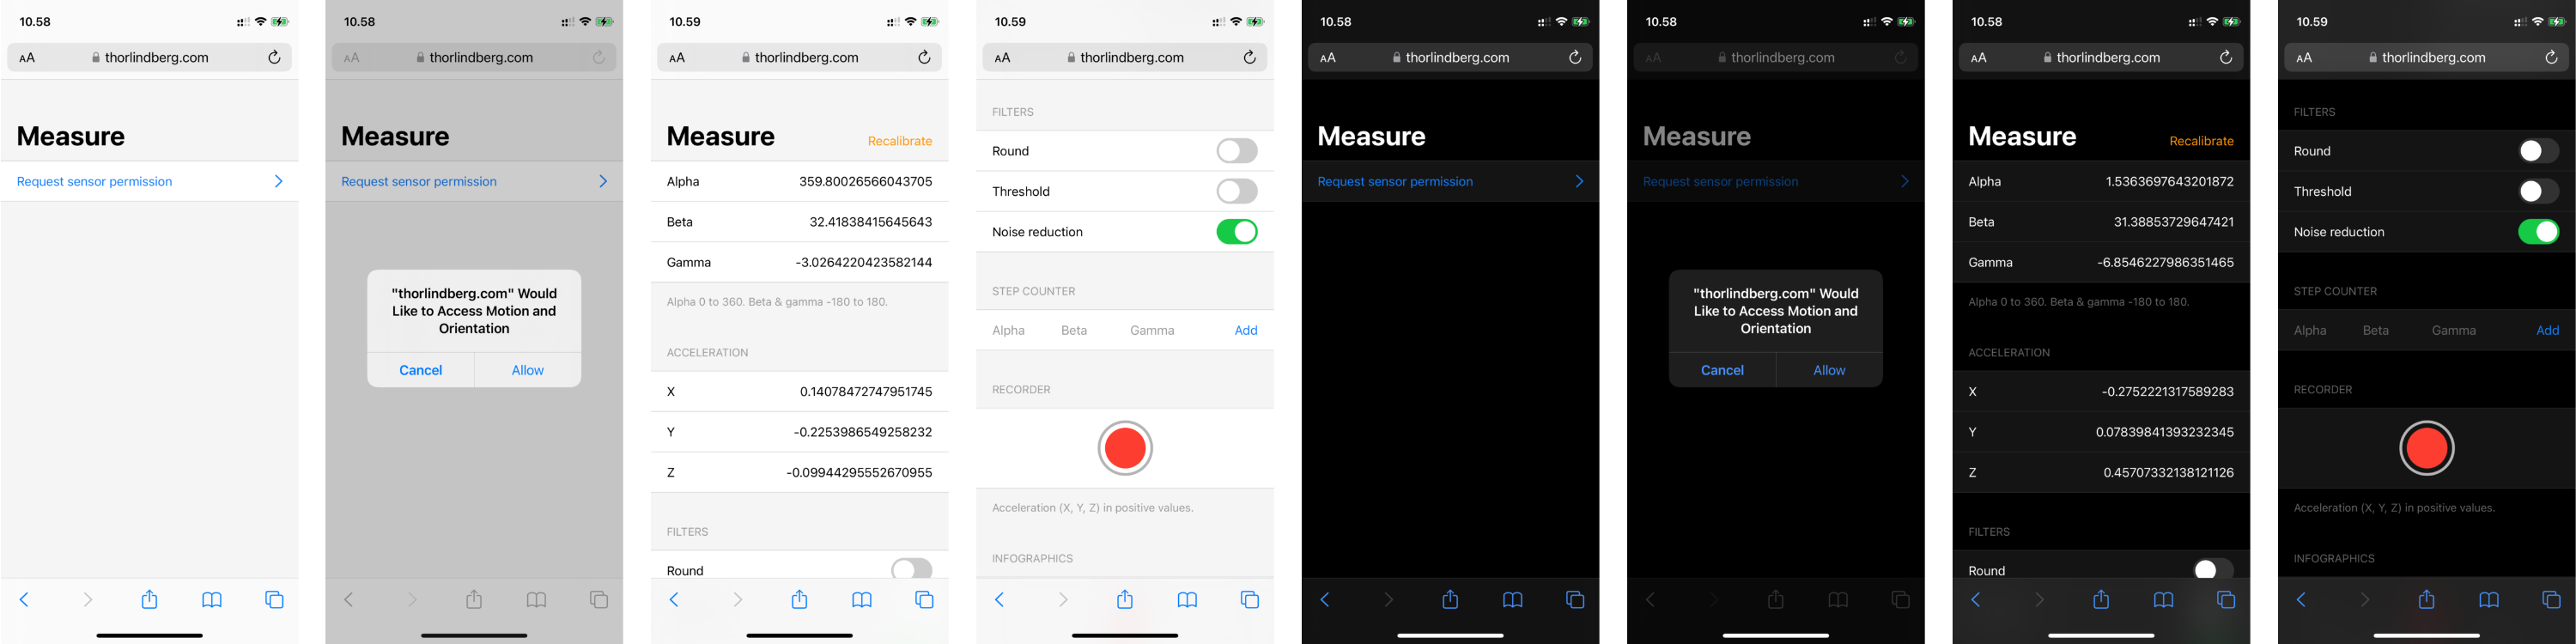 10.58
AA thorlindberg.com
Measure
Request sensor permission
10.58
AA thorlindberg.com
Measure
Request sensor permission
"thorlindberg.com" Would
Like to Access Motion and
Orientation
Cancel Allow
10.59
AA thorlindberg.com
Measure Recalibrate
Alpha 359.80026566043705
Beta 32.41838415645643
Gamma -3.0264220423582144
Alpha 0 to 360. Beta & gamma -180 to 180.
ACCELERATION
X 0.14078472747951745
Y -0.2253986549258232
Z -0.09944295552670955
FILTERS
Round
10.59
AA thorlindberg.com
FILTERS
Round
Threshold
Noise reduction
STEP COUNTER
Alpha Beta Gamma Add
RECORDER
Acceleration (X, Y, Z) in positive values.
INFOGRAPHICS
10.58
AA thorlindberg.com
Measure
Request sensor permission
10.58
AA thorlindberg.com
Measure
Request sensor permission
"thorlindberg.com" Would
Like to Access Motion and
Orientation
Cancel Allow
10.58
AA thorlindberg.com
Measure Recalibrate
Alpha 1.5363697643201872
Beta 31.38853729647421
Gamma -6.8546227986351465
Alpha 0 to 360. Beta & gamma -180 to 180.
ACCELERATION
X -0.2752221317589283
Y 0.07839841393232345
Z 0.45707332138121126
FILTERS
Round
10.59
AA thorlindberg.com
FILTERS
Round
Threshold
Noise reduction
STEP COUNTER
Alpha Beta Gamma Add
RECORDER
Acceleration (X, Y, Z) in positive values.
INFOGRAPHICS